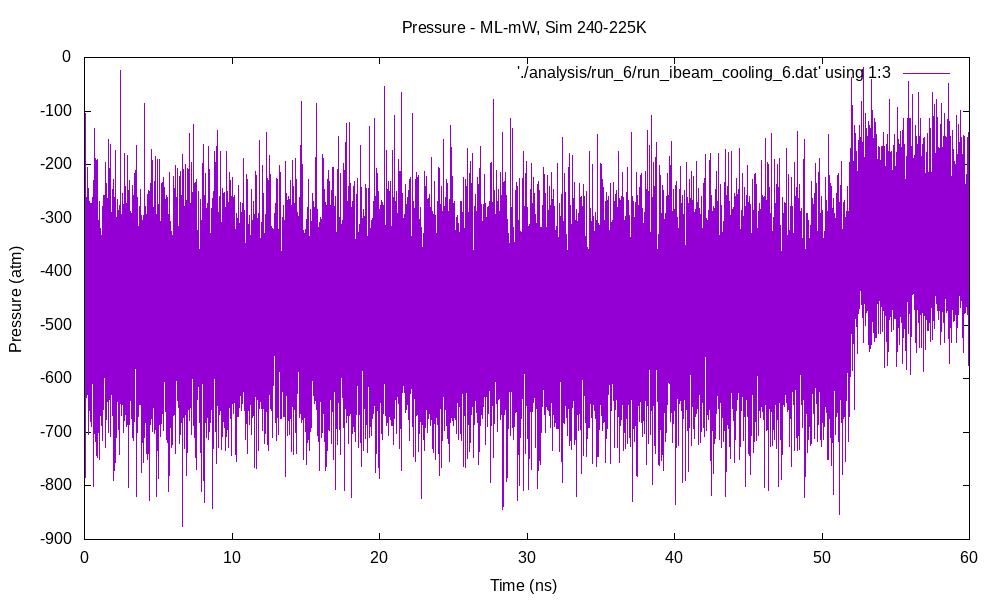 Pressure - ML-mW, Sim 240-225K
'./analysis/run_6/run_ibeam_cooling_6.dat' using 1:3
0
-100
-200
-300
-400
-500
-600
-700
-800
-900
Pressure (atm)
0 10 20 30 40 50 60
Time (ns)